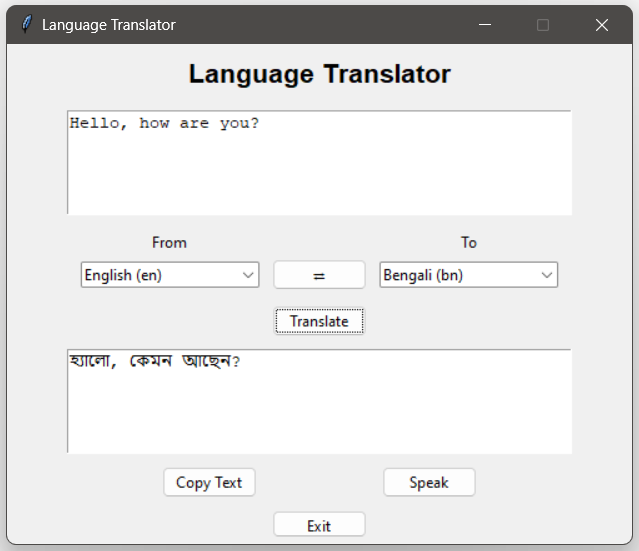 Language Translator
Language Translator
Hello, how are you?
From To
English (en) = Bengali (bn)
Translate
হ্যালো, কেমন আছেন?
Copy Text Speak
Exit